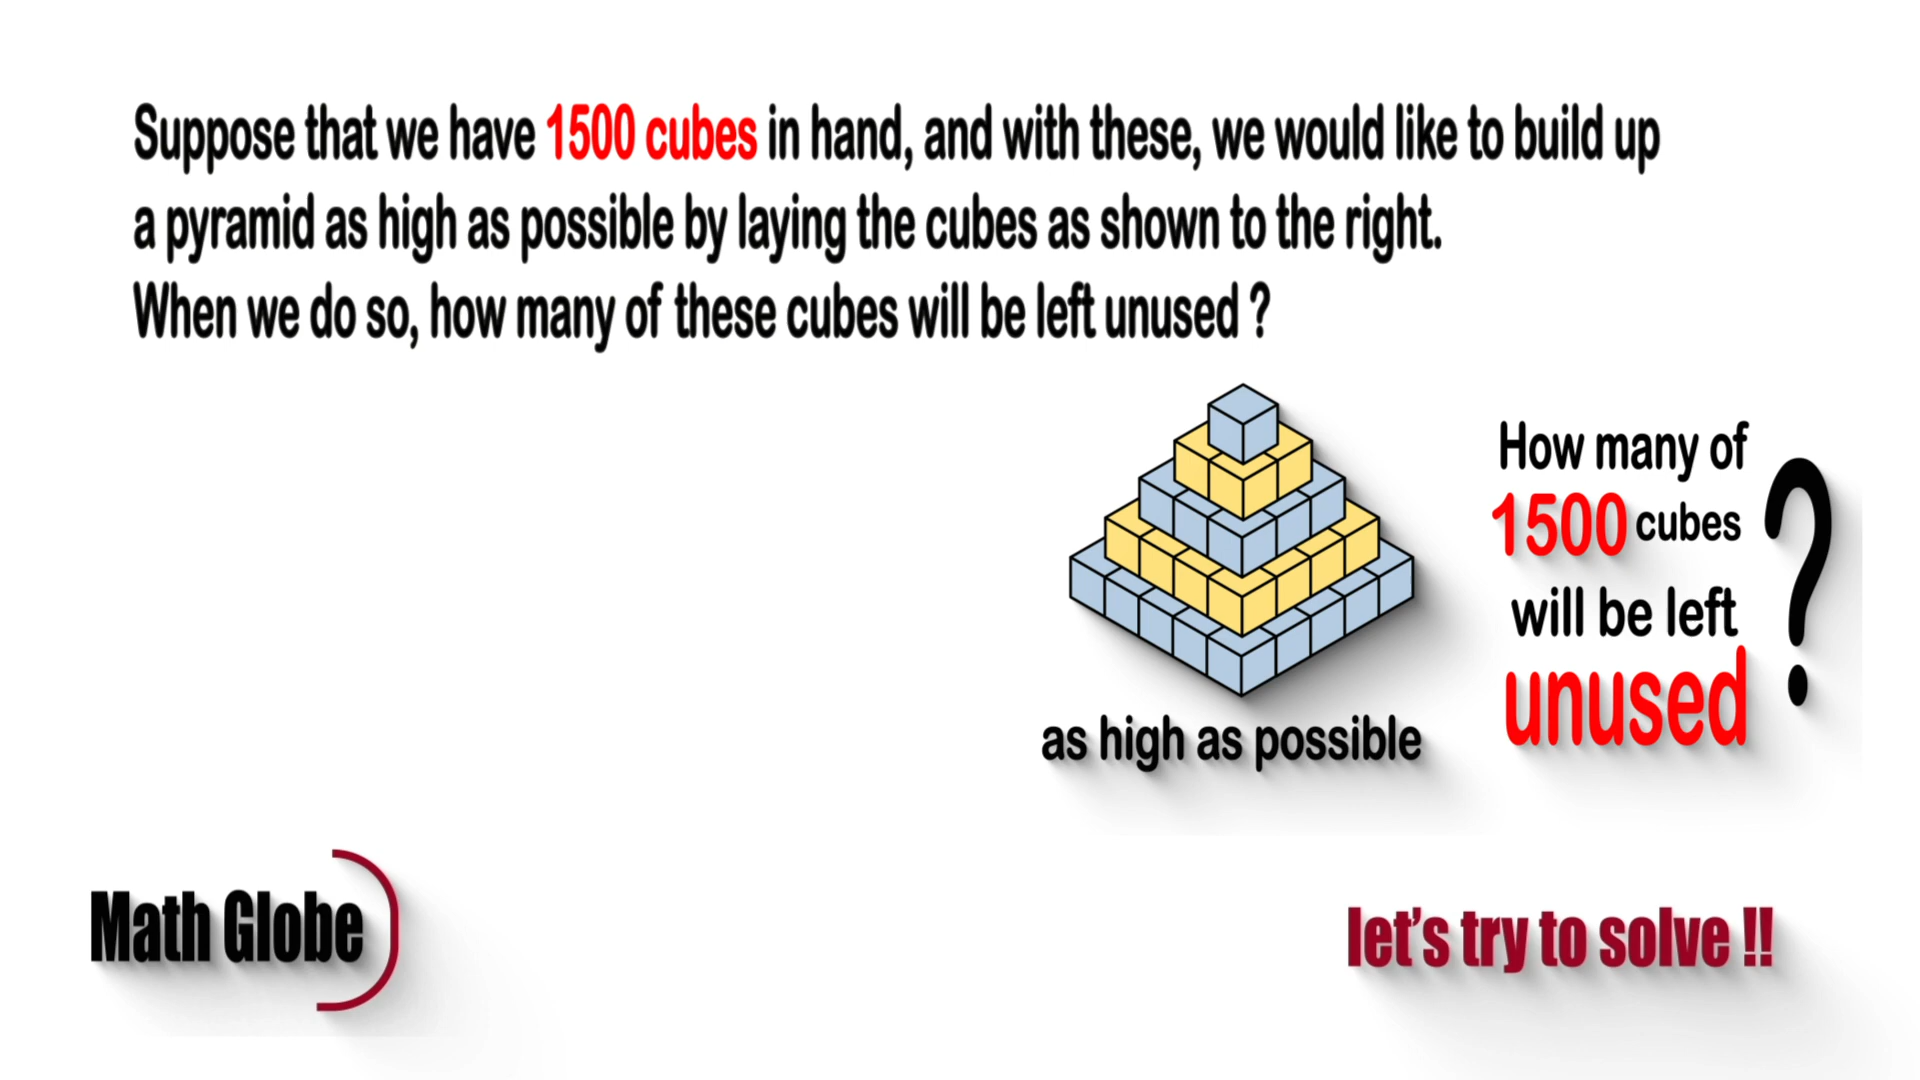 Suppose that we have 1500 cubes in hand, and with these, we would like to build up
a pyramid as high as possible by laying the cubes as shown to the right.
When we do so, how many of these cubes will be left unused ?
How many of
1500 cubes
will be left
unused
?
as high as possible
Math Globe
let's try to solve !!